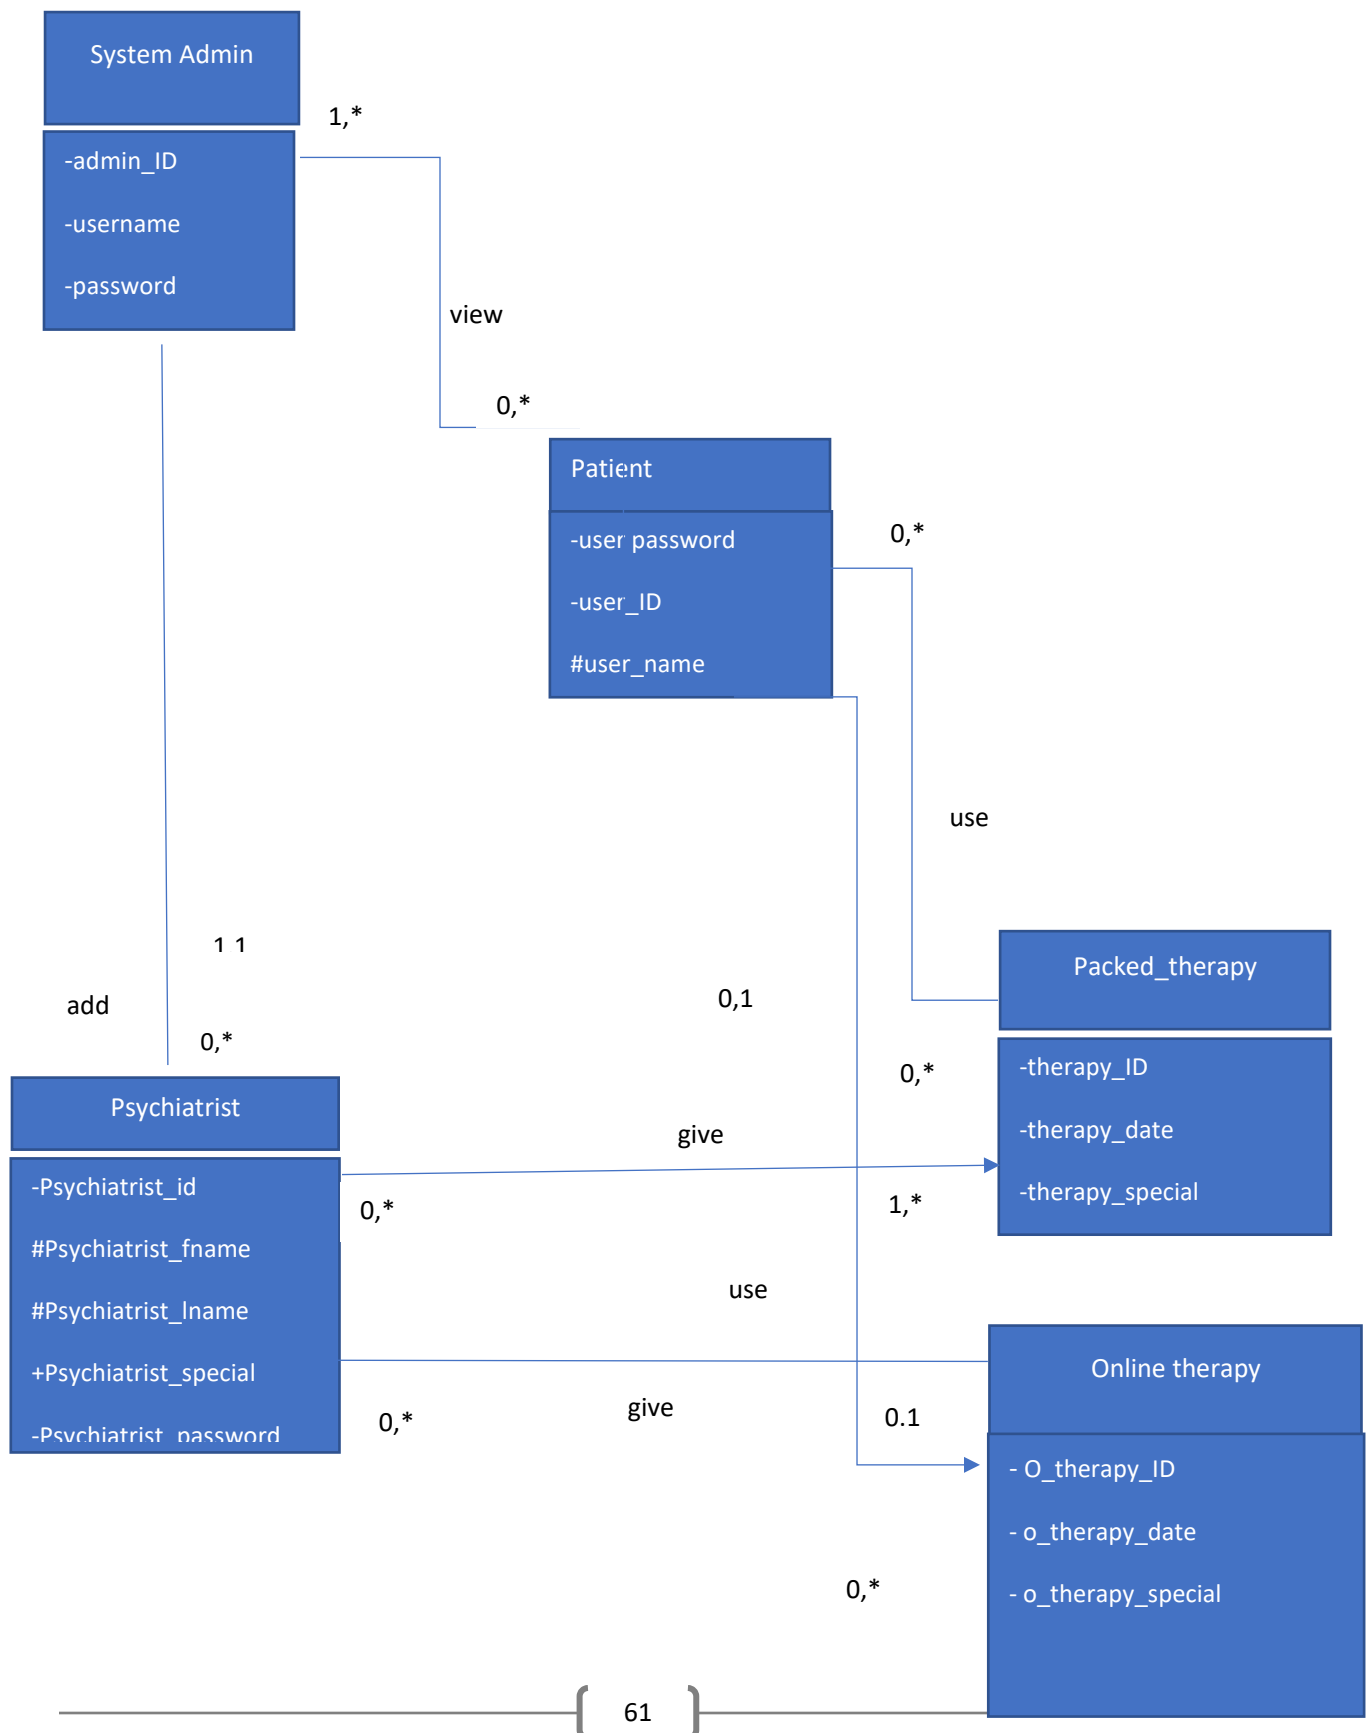 System Admin
1,*
-admin_ID
-username
-password
view
0,*
Patient
-user password
-user_ID
#user_name
0,*
use
1 1
add
0,*
0,1
Packed_therapy
0,*
-therapy_ID
-therapy_date
-therapy_special
Psychiatrist
give
-Psychiatrist_id
#Psychiatrist_fname
#Psychiatrist_lname
+Psychiatrist_special
-Psychiatrist_password
0,*
1,*
use
Online therapy
0,*
give
0.1
- O_therapy_ID
- o_therapy_date
- o_therapy_special
0,*
61